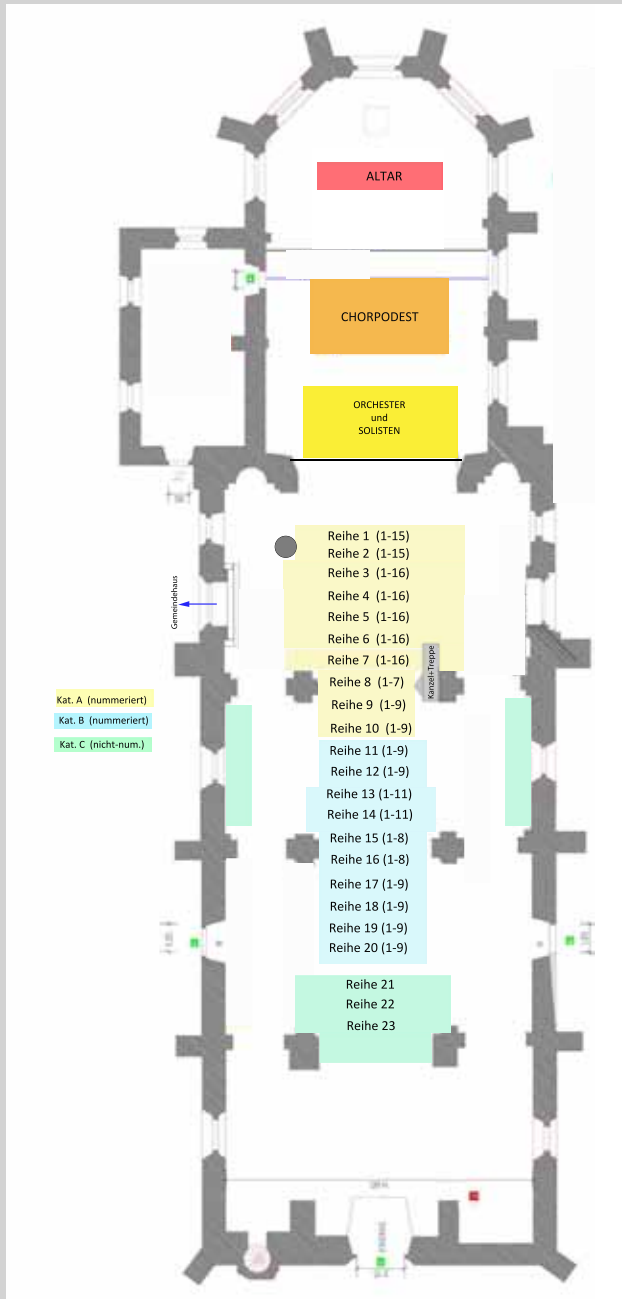 ALTAR
CHORPODEST
ORCHESTER
und
SOLISTEN
Reihe 1 (1-15)
Reihe 2 (1-15)
Reihe 3 (1-16)
Reihe 4 (1-16)
Reihe 5 (1-16)
Reihe 6 (1-16)
Reihe 7 (1-16)
Reihe 8 (1-7)
Reihe 9 (1-9)
Reihe 10 (1-9)
Reihe 11 (1-9)
Reihe 12 (1-9)
Reihe 13 (1-11)
Reihe 14 (1-11)
Reihe 15 (1-8)
Reihe 16 (1-8)
Reihe 17 (1-9)
Reihe 18 (1-9)
Reihe 19 (1-9)
Reihe 20 (1-9)
Reihe 21
Reihe 22
Reihe 23
Gemeindehaus
Kanzel+Treppe
Kat. A (nummeriert)
Kat. B (nummeriert)
Kat. C (nicht-num.)